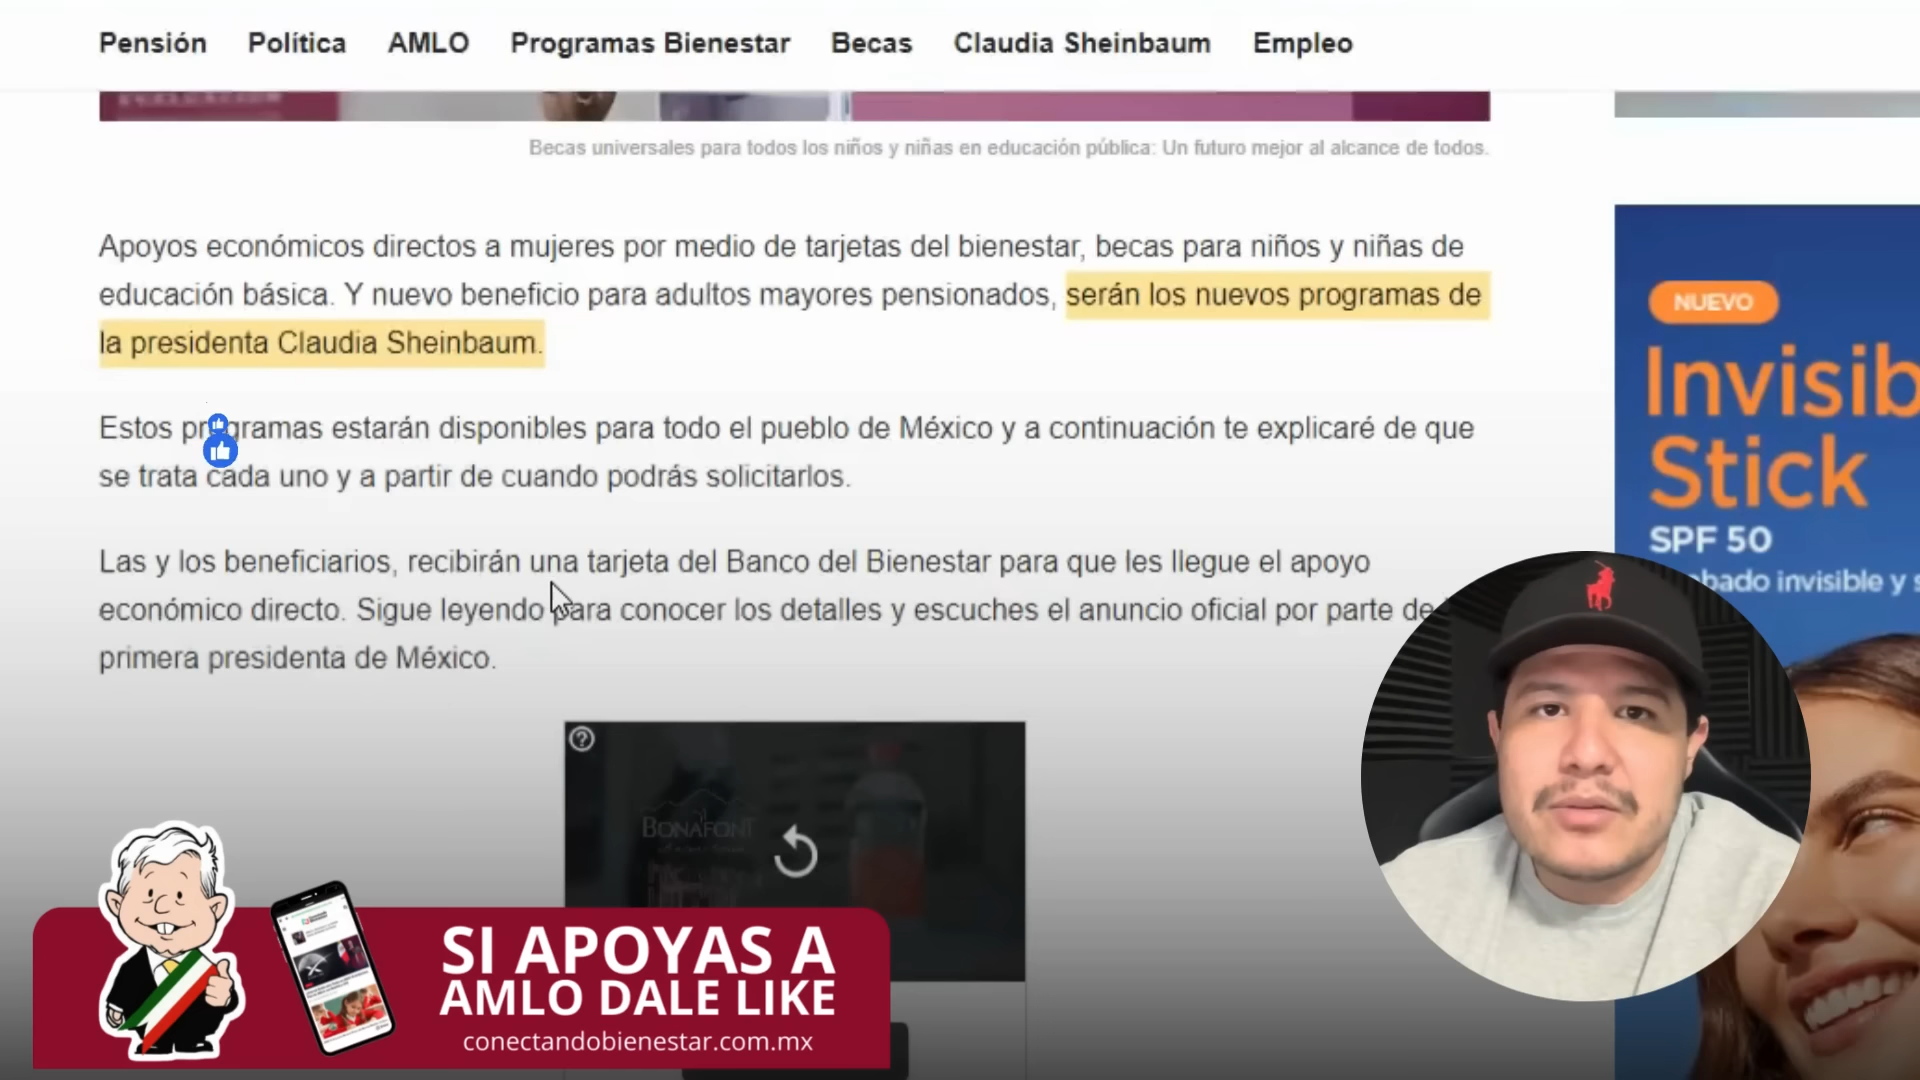 Pensión Política AMLO Programas Bienestar Becas Claudia Sheinbaum Empleo
Becas universales para todos los niños y niñas en educación pública: Un futuro mejor al alcance de todos.
Apoyos económicos directos a mujeres por medio de tarjetas del bienestar, becas para niños y niñas de
educación básica. Y nuevo beneficio para adultos mayores pensionados, serán los nuevos programas de
la presidenta Claudia Sheinbaum.
Estos programas estarán disponibles para todo el pueblo de México y a continuación te explicaré de que
se trata cada uno y a partir de cuando podrás solicitarlos.
Las y los beneficiarios, recibirán una tarjeta del Banco del Bienestar para que les llegue el apoyo
económico directo. Sigue leyendo para conocer los detalles y escuches el anuncio oficial por parte de
primera presidenta de México.
NUEVO
Invisib
Stick
SPF 50
bado invisible y s
BONAFONT
SI APOYAS A
AMLO DALE LIKE
conectandobienestar.com.mx